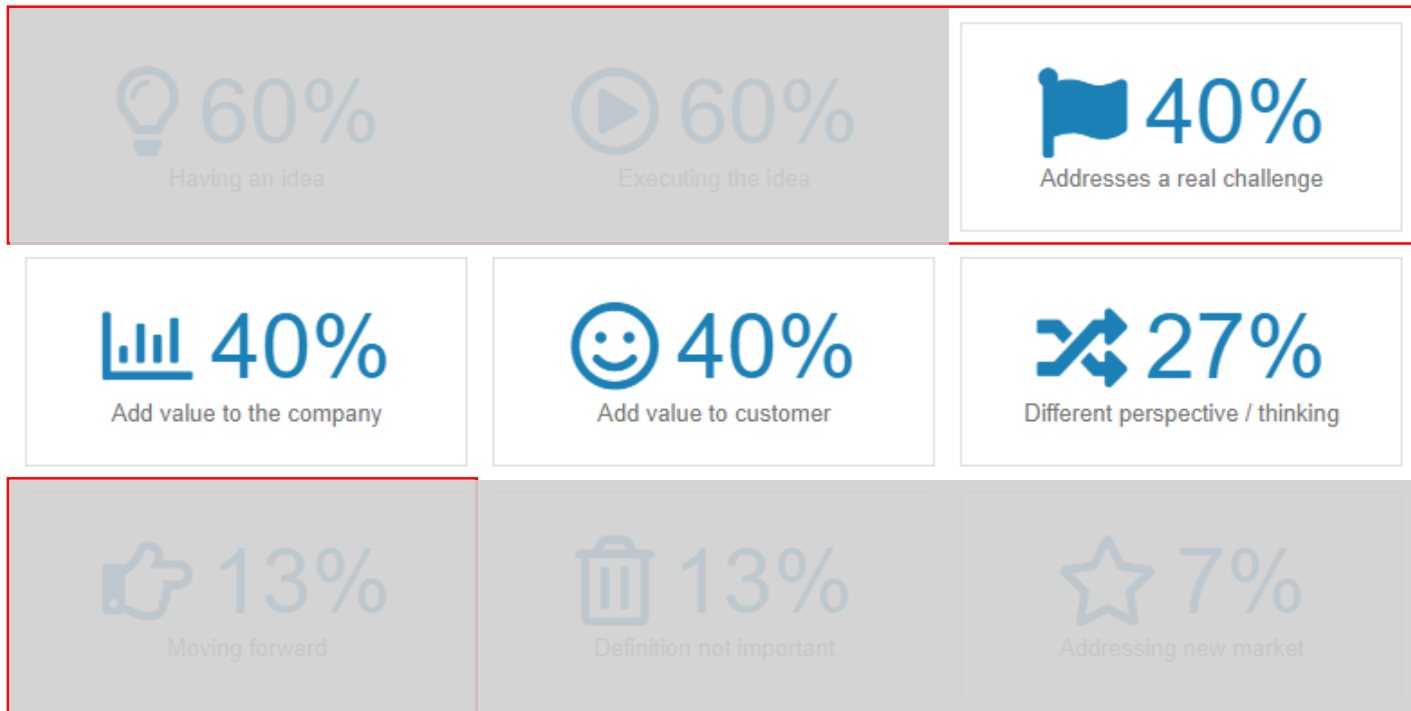 60%
Having an idea
60%
Executing the idea
40%
Addresses a real challenge
40%
Add value to the company
40%
Add value to customer
27%
Different perspective / thinking
13%
Moving forward
13%
Definition not important
7%
Addressing new market